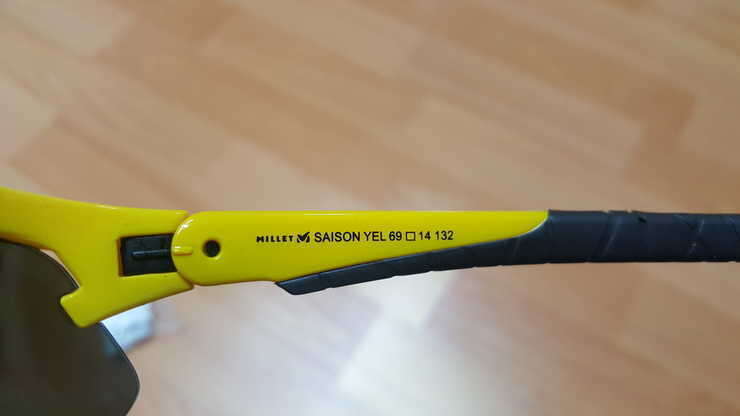 MILLET SAISON YEL 69 □ 14 132